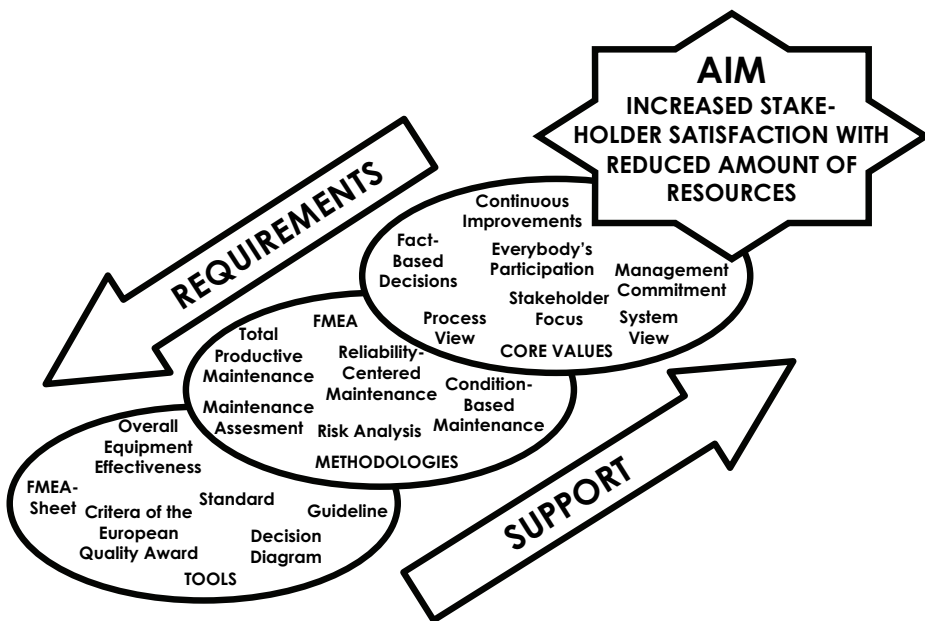 AIM
INCREASED STAKE-
HOLDER SATISFACTION WITH
REDUCED AMOUNT OF
RESOURCES
REQUIREMENTS
Continuous
Improvements
Fact-
Based
Decisions
Everybody's
Participation
Management
Commitment
Stakeholder
Focus
Process
View
System
View
CORE VALUES
FMEA
Total
Productive
Maintenance
Reliability-
Centered
Maintenance
Condition-
Based
Maintenance
Maintenance
Assesment
Risk Analysis
METHODOLOGIES
Overall
Equipment
Effectiveness
FMEA-
Sheet
Standard
Guideline
Critera of the
European
Quality Award
Decision
Diagram
TOOLS
SUPPORT